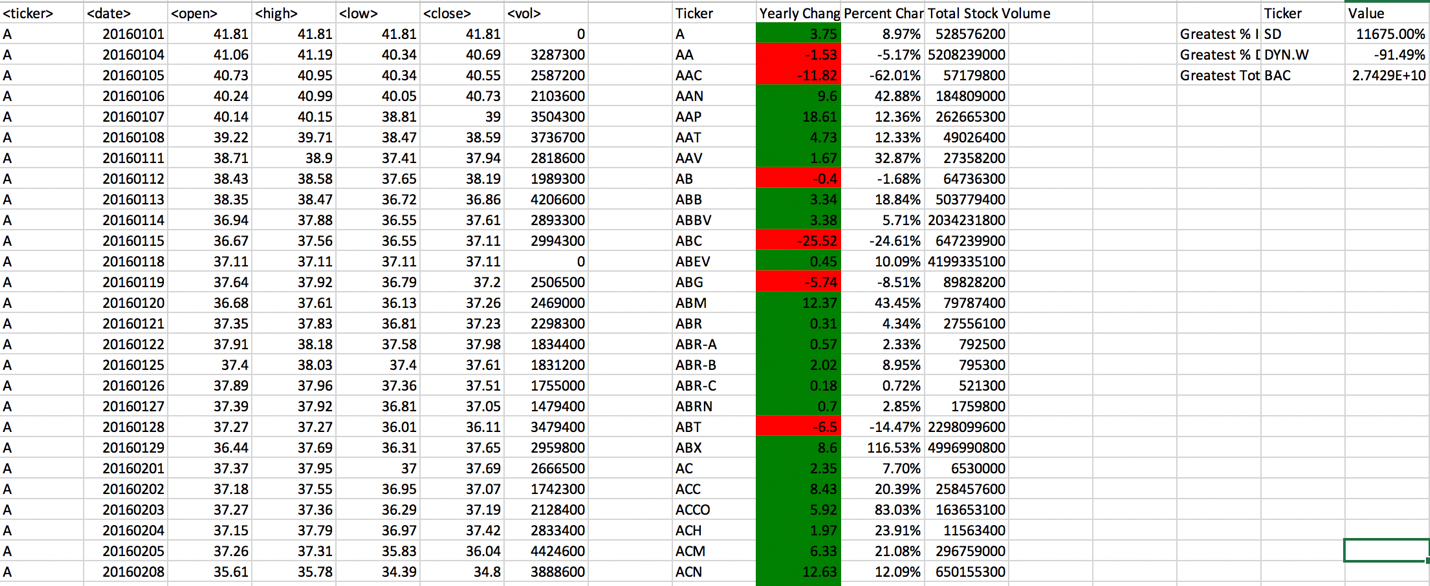 <ticker> <date> <open> <high> <low> <close> <vol> Ticker Yearly Chang Percent Char Total Stock Volume Ticker Value
A 20160101 41.81 41.81 41.81 41.81 0 A 3.75 8.97% 528576200 Greatest % I SD 11675.00%
A 20160104 41.06 41.19 40.34 40.69 3287300 AA -1.53 -5.17% 5208239000 Greatest % D DYN.W -91.49%
A 20160105 40.73 40.95 40.34 40.55 2587200 AAC -11.82 -62.01% 57179800 Greatest Tot BAC 2.7429E+10
A 20160106 40.24 40.99 40.05 40.73 2103600 AAN 9.6 42.88% 184809000
A 20160107 40.14 40.15 38.81 39 3504300 AAP 18.61 12.36% 262665300
A 20160108 39.22 39.71 38.47 38.59 3736700 AAT 4.73 12.33% 49026400
A 20160111 38.71 38.9 37.41 37.94 2818600 AAV 1.67 32.87% 27358200
A 20160112 38.43 38.58 37.65 38.19 1989300 AB -0.4 -1.68% 64736300
A 20160113 38.35 38.47 36.72 36.86 4206600 ABB 3.34 18.84% 503779400
A 20160114 36.94 37.88 36.55 37.61 2893300 ABBV 3.38 5.71% 2034231800
A 20160115 36.67 37.56 36.55 37.11 2994300 ABC -25.52 -24.61% 647239900
A 20160118 37.11 37.11 37.11 37.11 0 ABEV 0.45 10.09% 4199335100
A 20160119 37.64 37.92 36.79 37.2 2506500 ABG -5.74 -8.51% 89828200
A 20160120 36.68 37.61 36.13 37.26 2469000 ABM 12.37 43.45% 79787400
A 20160121 37.35 37.83 36.81 37.23 2298300 ABR 0.31 4.34% 27556100
A 20160122 37.91 38.18 37.58 37.98 1834400 ABR-A 0.57 2.33% 792500
A 20160125 37.4 38.03 37.4 37.61 1831200 ABR-B 2.02 8.95% 795300
A 20160126 37.89 37.96 37.36 37.51 1755000 ABR-C 0.18 0.72% 521300
A 20160127 37.39 37.92 36.81 37.05 1479400 ABRN 0.7 2.85% 1759800
A 20160128 37.27 37.27 36.01 36.11 3479400 ABT -6.5 -14.47% 2298099600
A 20160129 36.44 37.69 36.31 37.65 2959800 ABX 8.6 116.53% 4996990800
A 20160201 37.37 37.95 37 37.69 2666500 AC 2.35 7.70% 6530000
A 20160202 37.18 37.55 36.95 37.07 1742300 ACC 8.43 20.39% 258457600
A 20160203 37.27 37.36 36.29 37.19 2128400 ACCO 5.92 83.03% 163653100
A 20160204 37.15 37.79 36.97 37.42 2833400 ACH 1.97 23.91% 11563400
A 20160205 37.26 37.31 35.83 36.04 4424600 ACM 6.33 21.08% 296759000
A 20160208 35.61 35.78 34.39 34.8 3888600 ACN 12.63 12.09% 650155300